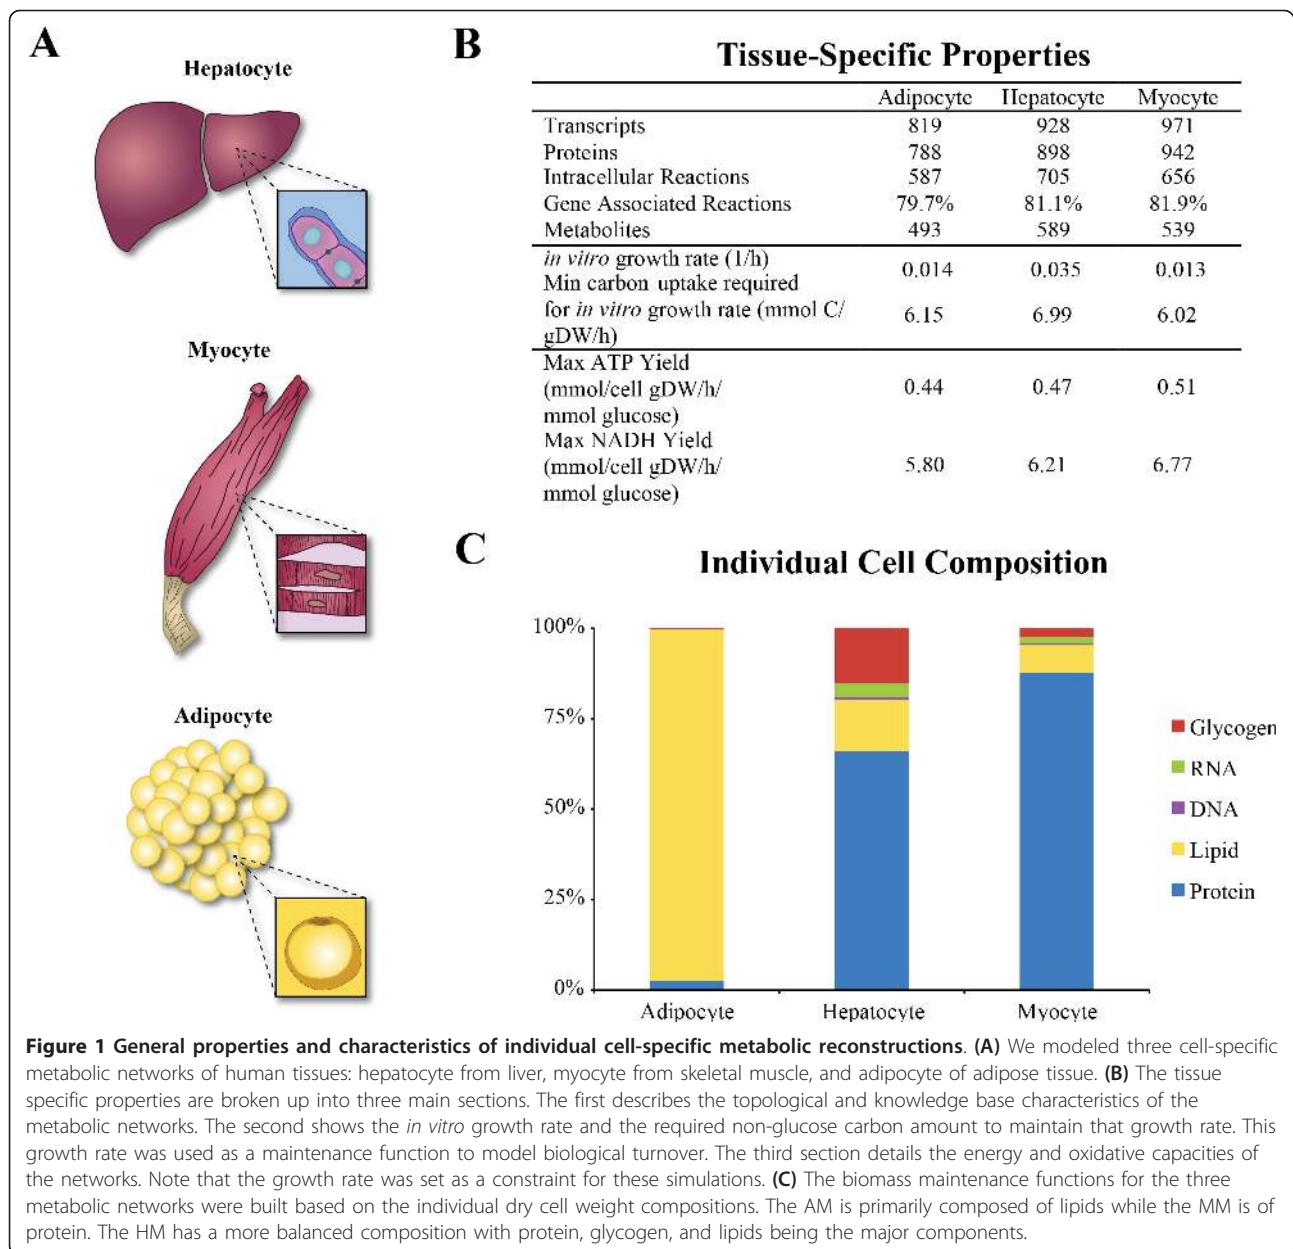 A
Hepatocyte
Myocyte
Adipocyte
B
Tissue-Specific Properties
Adipocyte Hepatocyte Myocyte
Transcripts 819 928 971
Proteins 788 898 942
Intracellular Reactions 587 705 656
Gene Associated Reactions 79.7% 81.1% 81.9%
Metabolites 493 589 539
in vitro growth rate (1/h) 0.014 0.035 0.013
Min carbon uptake required
for in vitro growth rate (mmol C/ 6.15 6.99 6.02
gDW/h)
Max ATP Yield
(mmol/cell gDW/h/ 0.44 0.47 0.51
mmol glucose)
Max NADH Yield
(mmol/cell gDW/h/ 5.80 6.21 6.77
mmol glucose)
C
Individual Cell Composition
100%
75%
50%
25%
0%
Adipocyte Hepatocyte Myocyte
Glycogen
RNA
DNA
Lipid
Protein
Figure 1 General properties and characteristics of individual cell-specific metabolic reconstructions. (A) We modeled three cell-specific
metabolic networks of human tissues: hepatocyte from liver, myocyte from skeletal muscle, and adipocyte of adipose tissue. (B) The tissue
specific properties are broken up into three main sections. The first describes the topological and knowledge base characteristics of the
metabolic networks. The second shows the in vitro growth rate and the required non-glucose carbon amount to maintain that growth rate. This
growth rate was used as a maintenance function to model biological turnover. The third section details the energy and oxidative capacities of
the networks. Note that the growth rate was set as a constraint for these simulations. (C) The biomass maintenance functions for the three
metabolic networks were built based on the individual dry cell weight compositions. The AM is primarily composed of lipids while the MM is of
protein. The HM has a more balanced composition with protein, glycogen, and lipids being the major components.